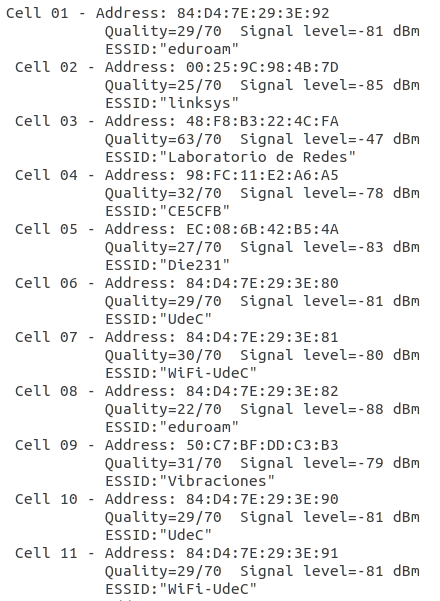 Cell 01 - Address: 84:D4:7E:29:3E:92
Quality=29/70 Signal level=-81 dBm
ESSID:"eduroam"
Cell 02 - Address: 00:25:9C:98:4B:7D
Quality=25/70 Signal level=-85 dBm
ESSID:"linksys"
Cell 03 - Address: 48:F8:B3:22:4C:FA
Quality=63/70 Signal level=-47 dBm
ESSID:"Laboratorio de Redes"
Cell 04 - Address: 98:FC:11:E2:A6:A5
Quality=32/70 Signal level=-78 dBm
ESSID:"CE5CFB"
Cell 05 - Address: EC:08:6B:42:B5:4A
Quality=27/70 Signal level=-83 dBm
ESSID:"Die231"
Cell 06 - Address: 84:D4:7E:29:3E:80
Quality=29/70 Signal level=-81 dBm
ESSID:"UdeC"
Cell 07 - Address: 84:D4:7E:29:3E:81
Quality=30/70 Signal level=-80 dBm
ESSID:"WiFi-UdeC"
Cell 08 - Address: 84:D4:7E:29:3E:82
Quality=22/70 Signal level=-88 dBm
ESSID:"eduroam"
Cell 09 - Address: 50:C7:BF:DD:C3:B3
Quality=31/70 Signal level=-79 dBm
ESSID:"Vibraciones"
Cell 10 - Address: 84:D4:7E:29:3E:90
Quality=29/70 Signal level=-81 dBm
ESSID:"UdeC"
Cell 11 - Address: 84:D4:7E:29:3E:91
Quality=29/70 Signal level=-81 dBm
ESSID:"WiFi-UdeC"